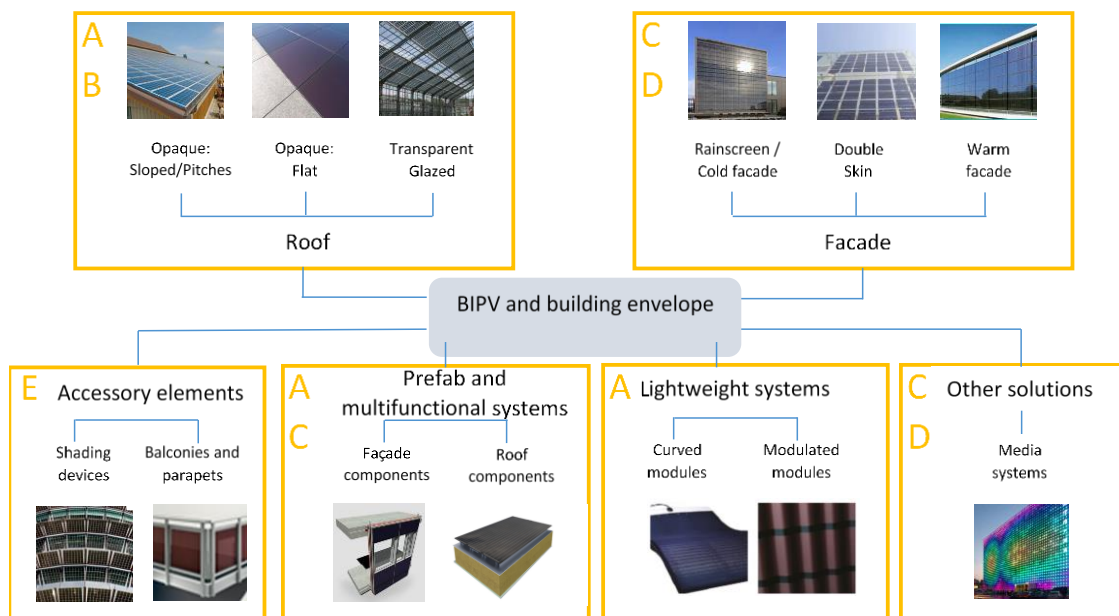 A
B
Opaque:
Sloped/Pitches
Opaque:
Flat
Transparent
Glazed
Roof
C
D
Rainscreen /
Cold facade
Double
Skin
Warm
facade
Facade
BIPV and building envelope
E
Accessory elements
Shading
devices
Balconies and
parapets
A
C
Prefab and
multifunctional systems
Façade
components
Roof
components
A
Lightweight systems
Curved
modules
Modulated
modules
C
D
Other solutions
Media
systems